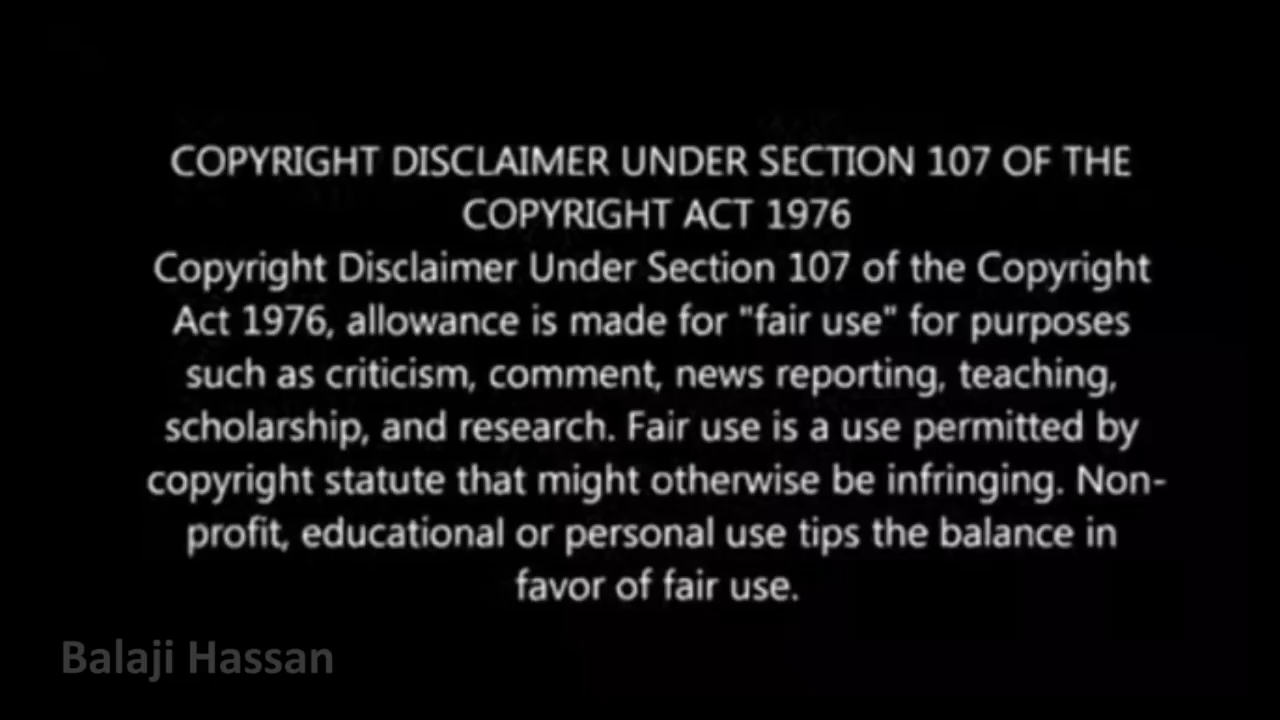 COPYRIGHT DISCLAIMER UNDER SECTION 107 OF THE
COPYRIGHT ACT 1976
Copyright Disclaimer Under Section 107 of the Copyright
Act 1976, allowance is made for "fair use" for purposes
such as criticism, comment, news reporting, teaching,
scholarship, and research. Fair use is a use permitted by
copyright statute that might otherwise be infringing. Non-
profit, educational or personal use tips the balance in
favor of fair use.
Balaji Hassan